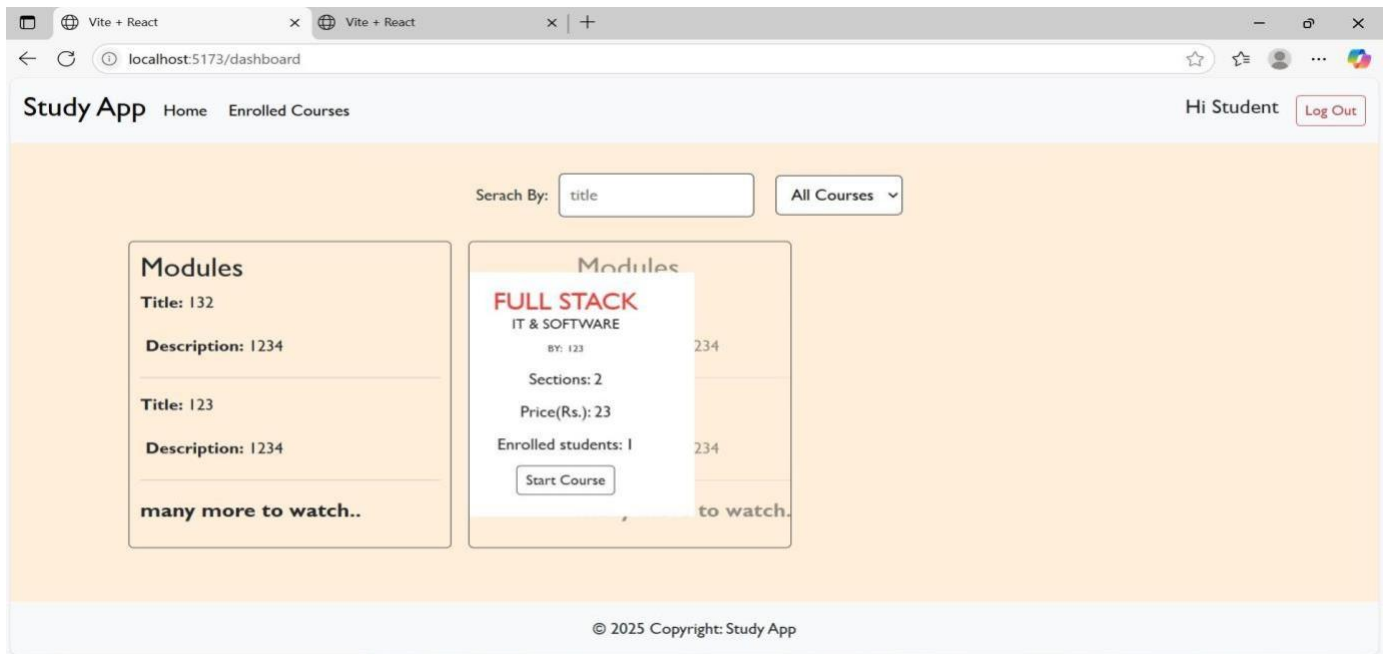 Vite + React
Vite + React
localhost:5173/dashboard
Study App Home Enrolled Courses Hi Student Log Out
Serach By: title All Courses
Modules
Title: 132
Description: 1234
Title: 123
Description: 1234
many more to watch..
Modules
FULL STACK
IT & SOFTWARE
BY: 123
234
Sections: 2
Price(Rs.): 23
Enrolled students: 1
234
Start Course
to watch.
© 2025 Copyright: Study App